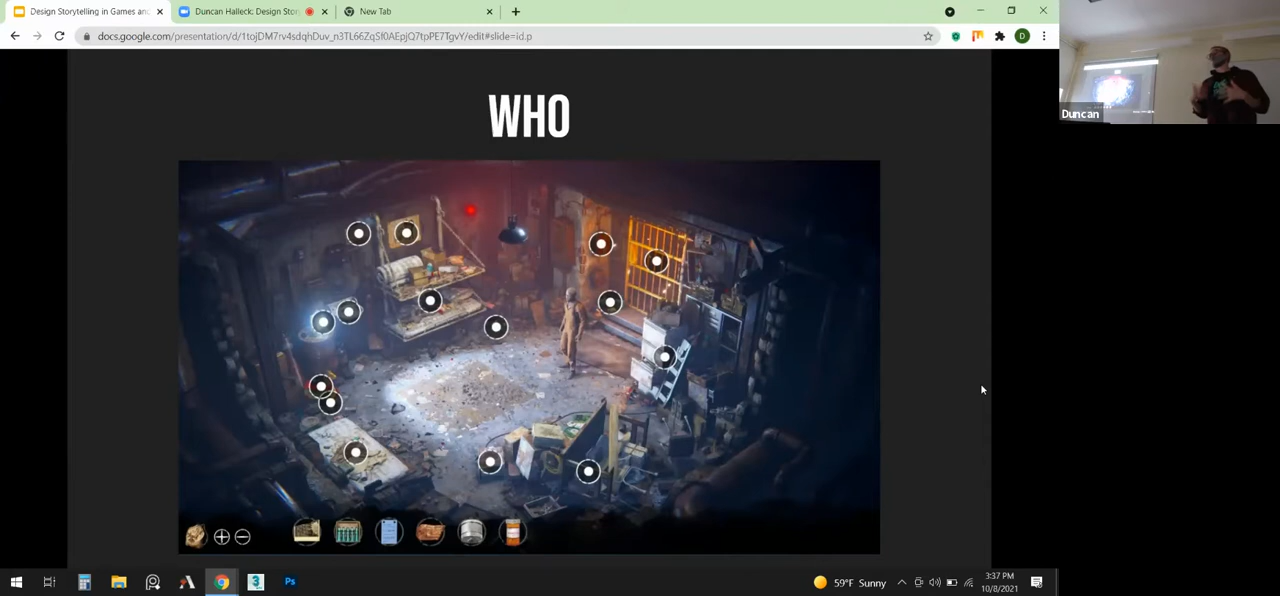 Design Storytelling in Games and
Duncan Halleck: Design Stor
New Tab
docs.google.com/presentation/d/1tojDM7rv4sdqhDuv_n3TL66ZqSf0AEpjQ7tpPE7TgvY/edit#slide=id.p
D
Duncan
WHO
Ps
59°F Sunny
3:37 PM
10/8/2021